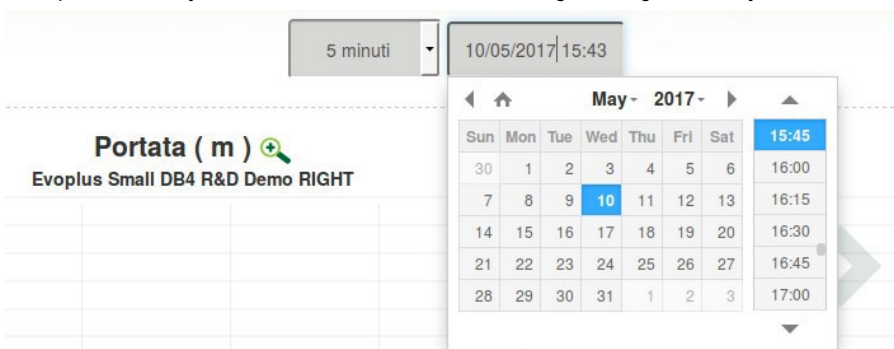 5 minuti 10/05/2017 15:43
May 2017
Sun Mon Tue Wed Thu Fri Sat 15:45
30 1 2 3 4 5 6 16:00
7 8 9 10 11 12 13 16:15
14 15 16 17 18 19 20 16:30
21 22 23 24 25 26 27 16:45
28 29 30 31 1 2 3 17:00
Portata ( m )
Evoplus Small DB4 R&D Demo RIGHT